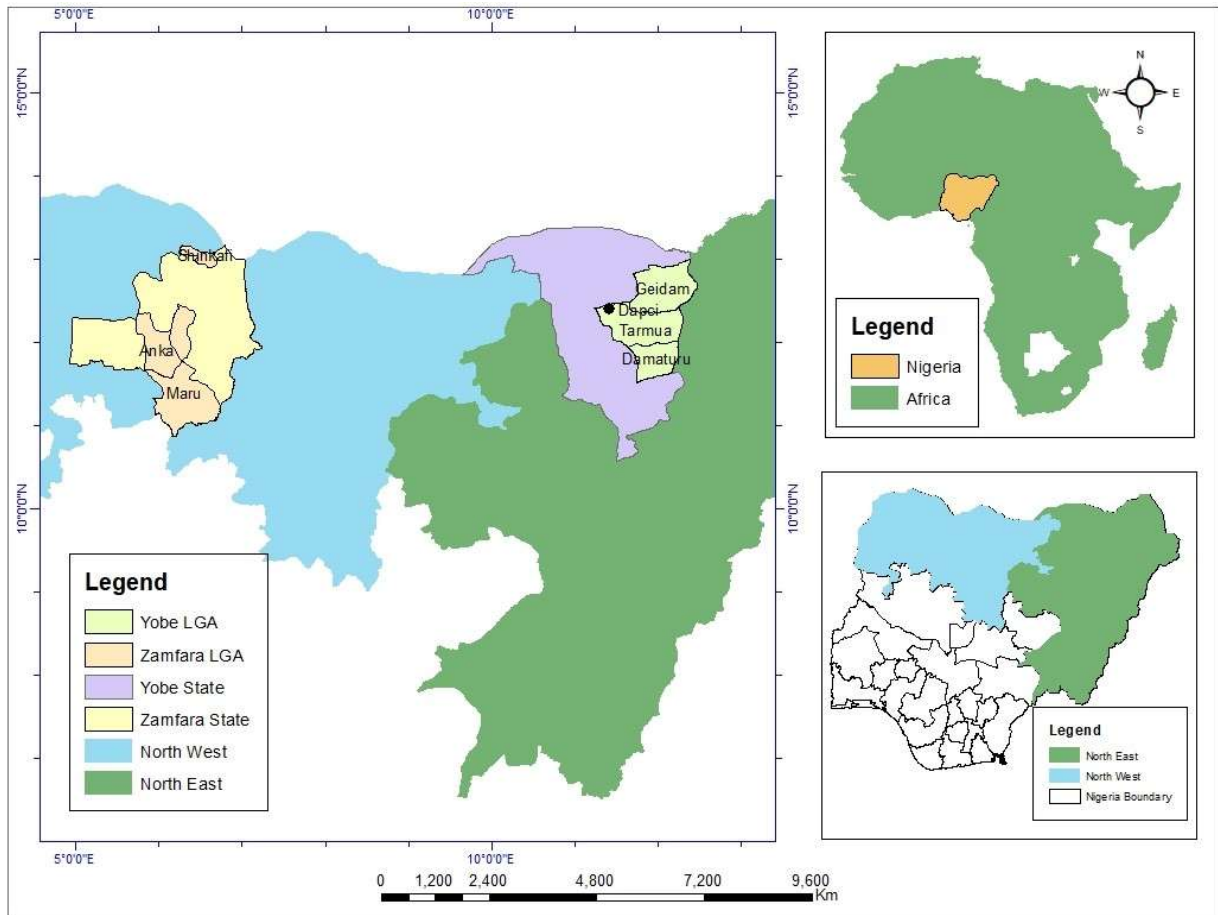 5°0'0"E
10°0'0"E
15°0'0"N
15°0'0"N
Shinkafi
Geidam
Dapci
Tarmua
Anka
Damaturu
Maru
10°0'0"N
10°0'0"N
Legend
Yobe LGA
Zamfara LGA
Yobe State
Zamfara State
North West
North East
5°0'0"E
10°0'0"E
0 1,200 2,400 4,800 7,200 9,600
Km
N
W E
S
Legend
Nigeria
Africa
Legend
North East
North West
Nigeria Boundary